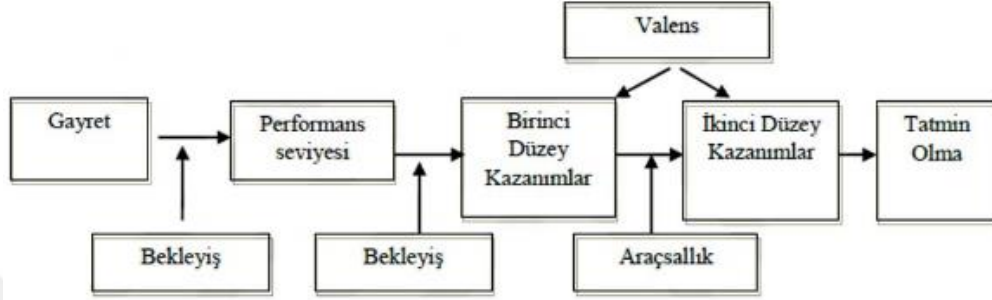 Valens
Gayret
Performans
seviyesi
Birinci
Düzey
Kazanımlar
İkinci Düzey
Kazanımlar
Tatmin
Olma
Bekleyiş
Bekleyiş
Araçsallık